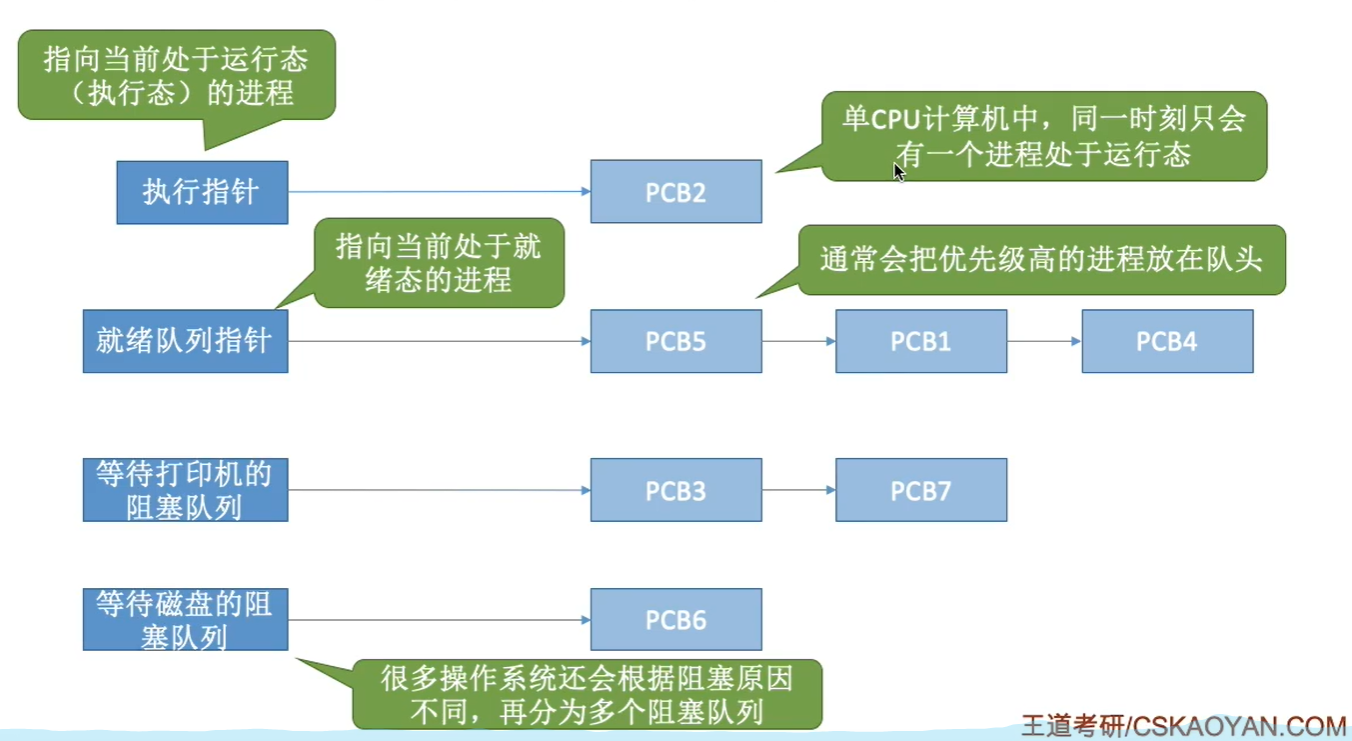 指向当前处于运行态
（执行态）的进程
单CPU计算机中，同一时刻只会
有一个进程处于运行态
执行指针
PCB2
指向当前处于就
绪态的进程
通常会把优先级高的进程放在队头
就绪队列指针
PCB5
PCB1
PCB4
等待打印机的
阻塞队列
PCB3
PCB7
等待磁盘的阻
塞队列
PCB6
很多操作系统还会根据阻塞原因
不同，再分为多个阻塞队列
王道考研/CSKAOYAN.COM